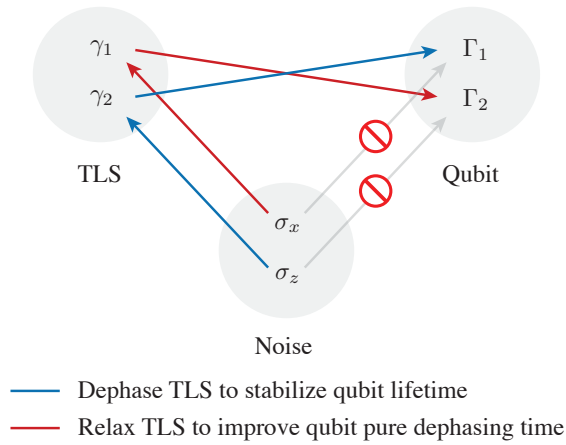 γ₁
γ₂
TLS
Γ₁
Γ₂
Qubit
σₓ
σ_z
Noise
Dephase TLS to stabilize qubit lifetime
Relax TLS to improve qubit pure dephasing time